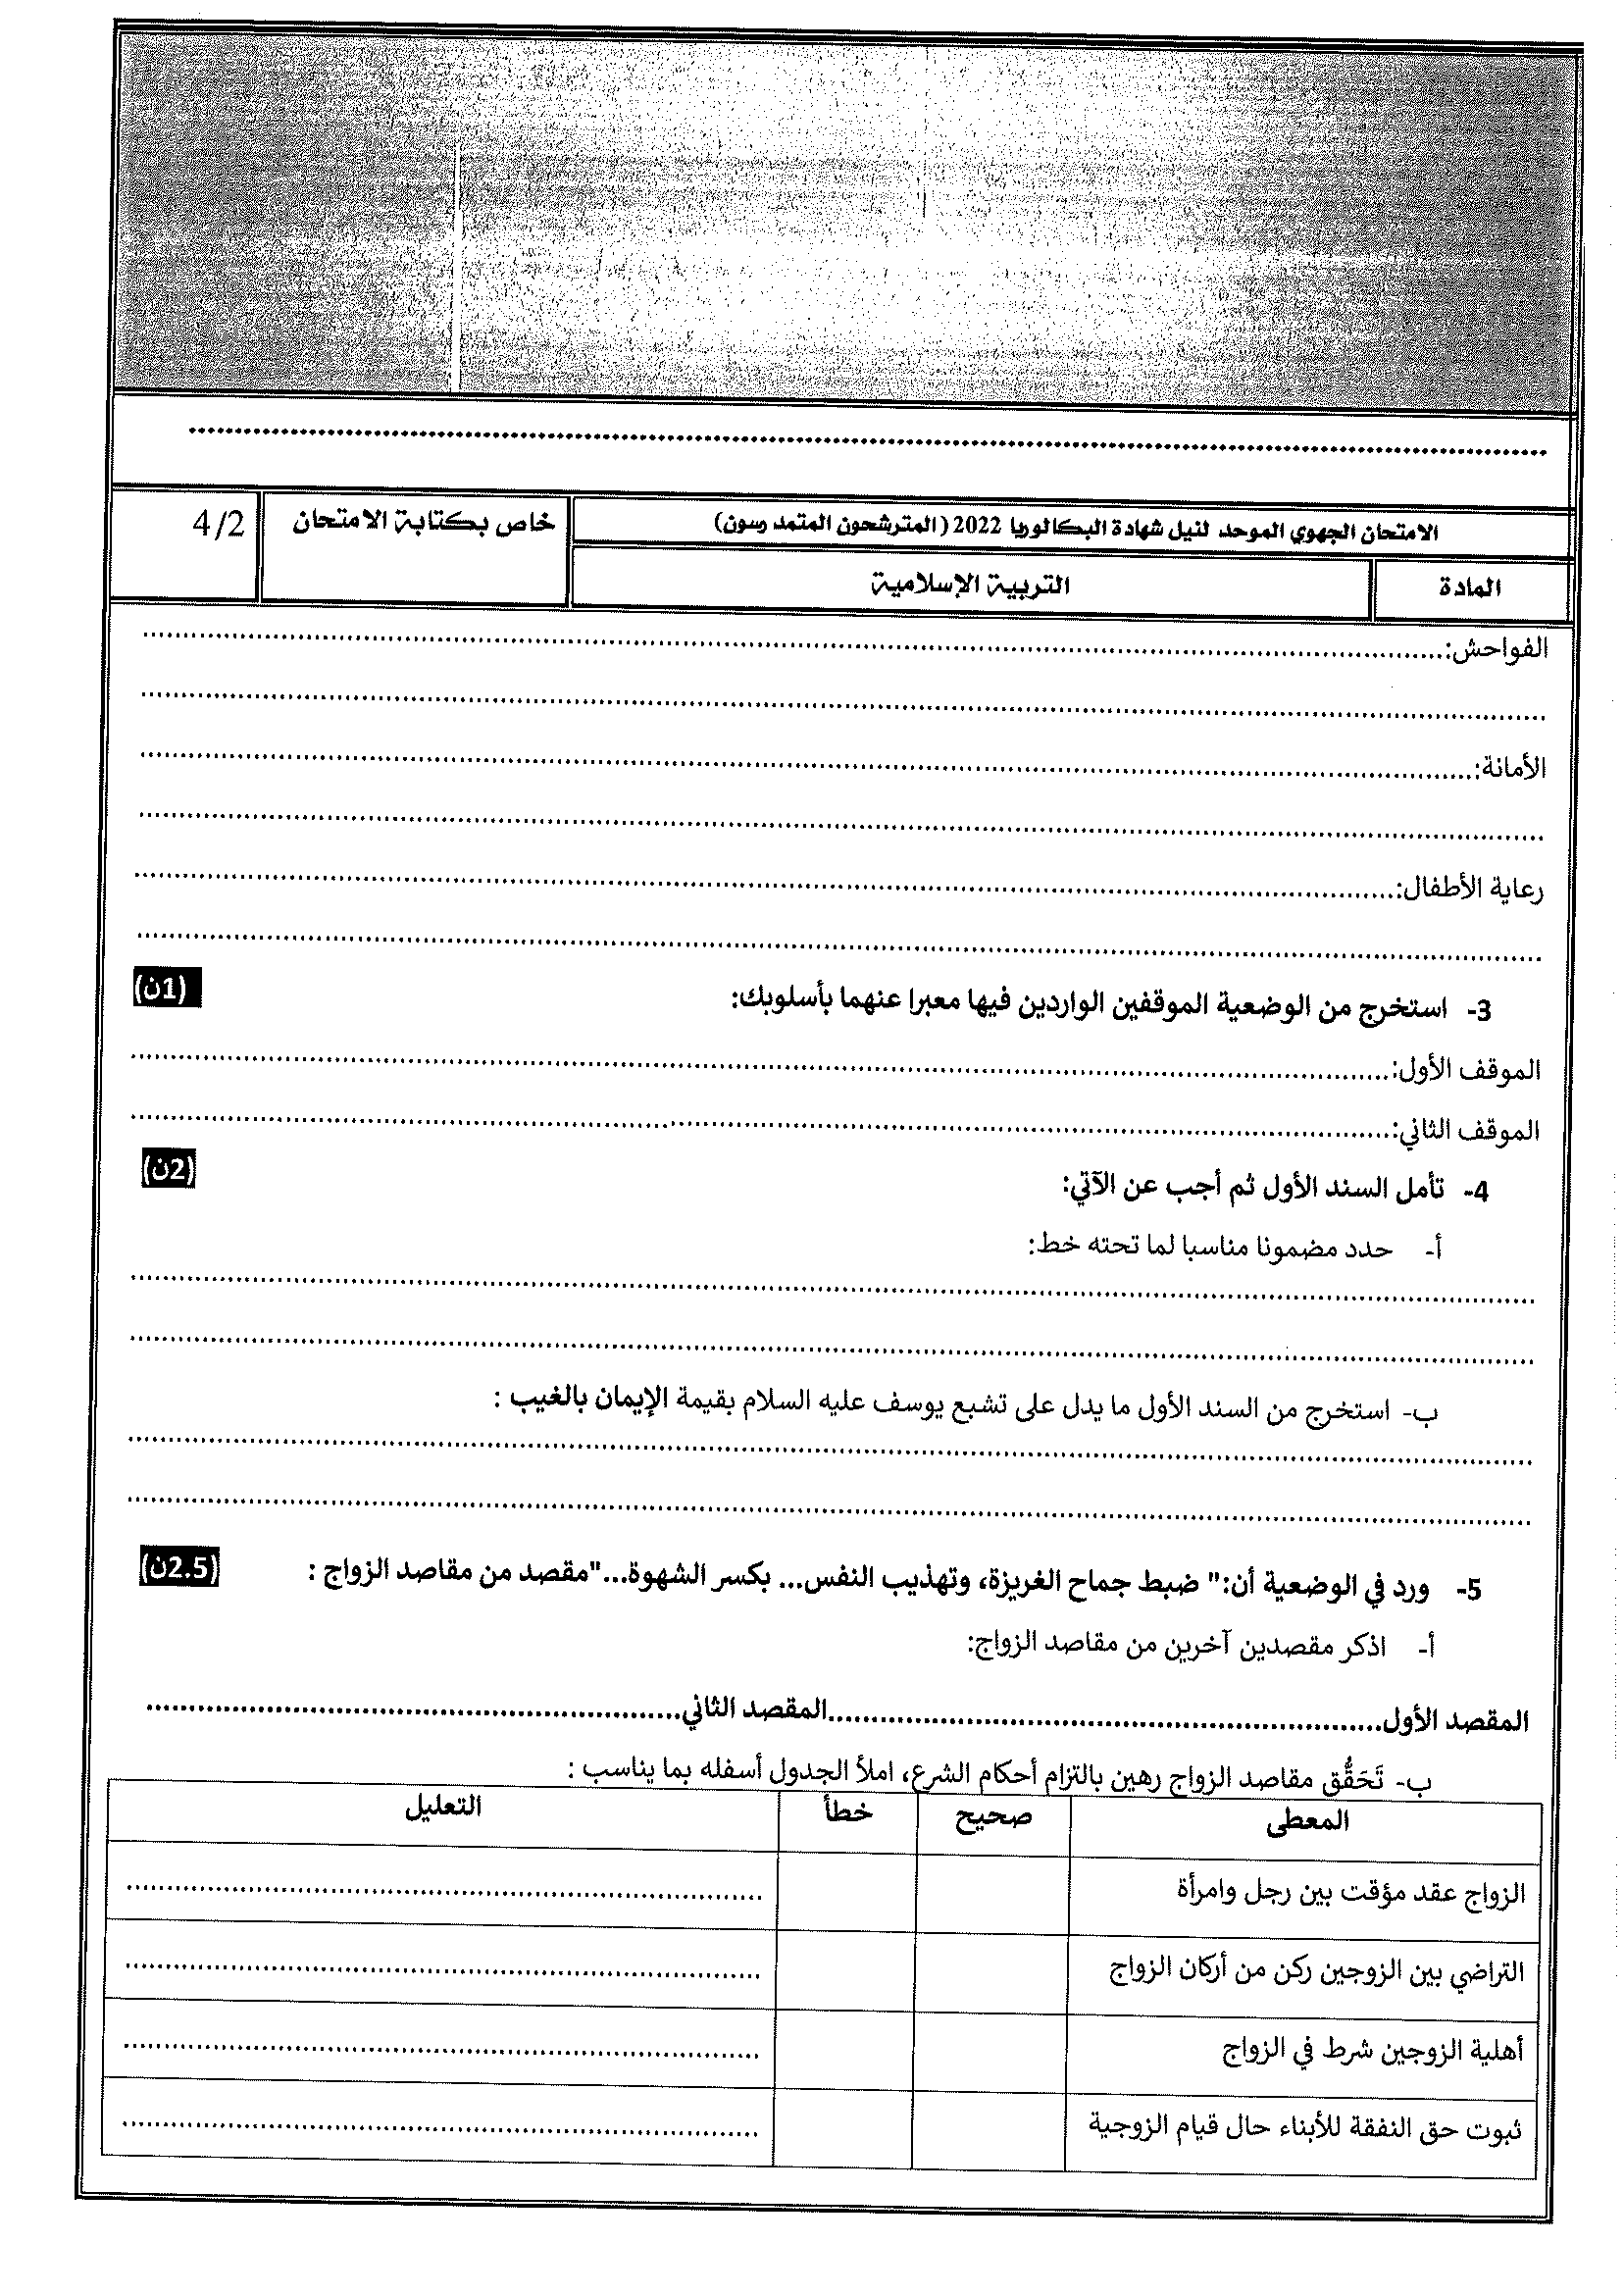 الامتحان الجهوي الموحد لنيل شهادة البكالوريا 2022 (المترشحون المتمدرسون)
خاص بكتابة الامتحان
4/2
المادة
التربية الإسلامية
الفواحش:
الأمانة:
رعاية الأطفال:
3- استخرج من الوضعية الموقفين الواردين فيها معبرا عنهما بأسلوبك: (1ن)
الموقف الأول:
الموقف الثاني:
4- تأمل السند الأول ثم أجب عن الآتي: (2ن)
أ- حدد مضمونا مناسبا لما تحته خط:
ب- استخرج من السند الأول ما يدل على تشبع يوسف عليه السلام بقيمة الإيمان بالغيب :
5- ورد في الوضعية أن:" ضبط جماح الغريزة، وتهذيب النفس... بكسر الشهوة..."مقصد من مقاصد الزواج : (2.5ن)
أ- اذكر مقصدين آخرين من مقاصد الزواج:
المقصد الأول المقصد الثاني
ب- تَحَقُّق مقاصد الزواج رهين بالتزام أحكام الشرع، املأ الجدول أسفله بما يناسب :
المعطى صحيح خطأ التعليل
الزواج عقد مؤقت بين رجل وامرأة
التراضي بين الزوجين ركن من أركان الزواج
أهلية الزوجين شرط في الزواج
ثبوت حق النفقة للأبناء حال قيام الزوجية